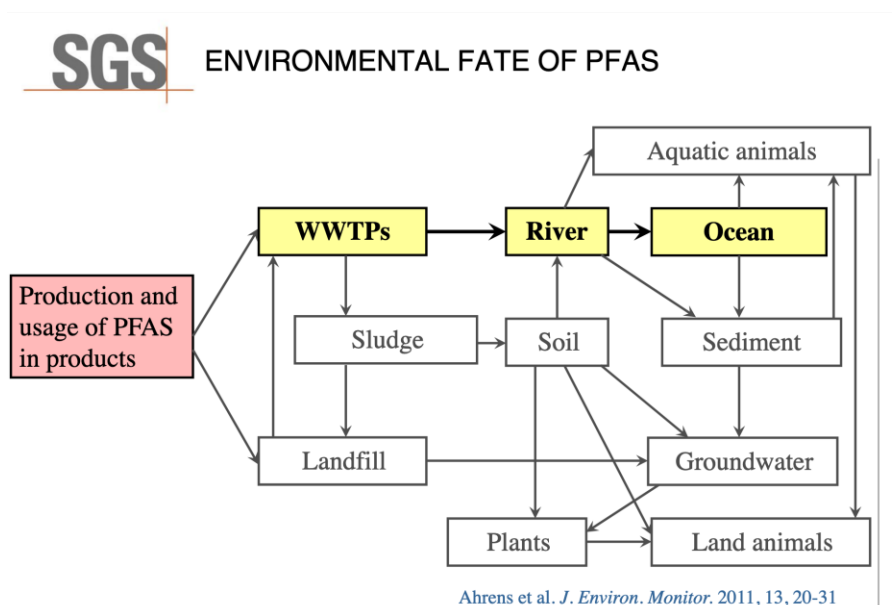 SGS
ENVIRONMENTAL FATE OF PFAS
Aquatic animals
WWTPs
River
Ocean
Production and
usage of PFAS
in products
Sludge
Soil
Sediment
Landfill
Groundwater
Plants
Land animals
Ahrens et al. J. Environ. Monitor. 2011, 13, 20-31